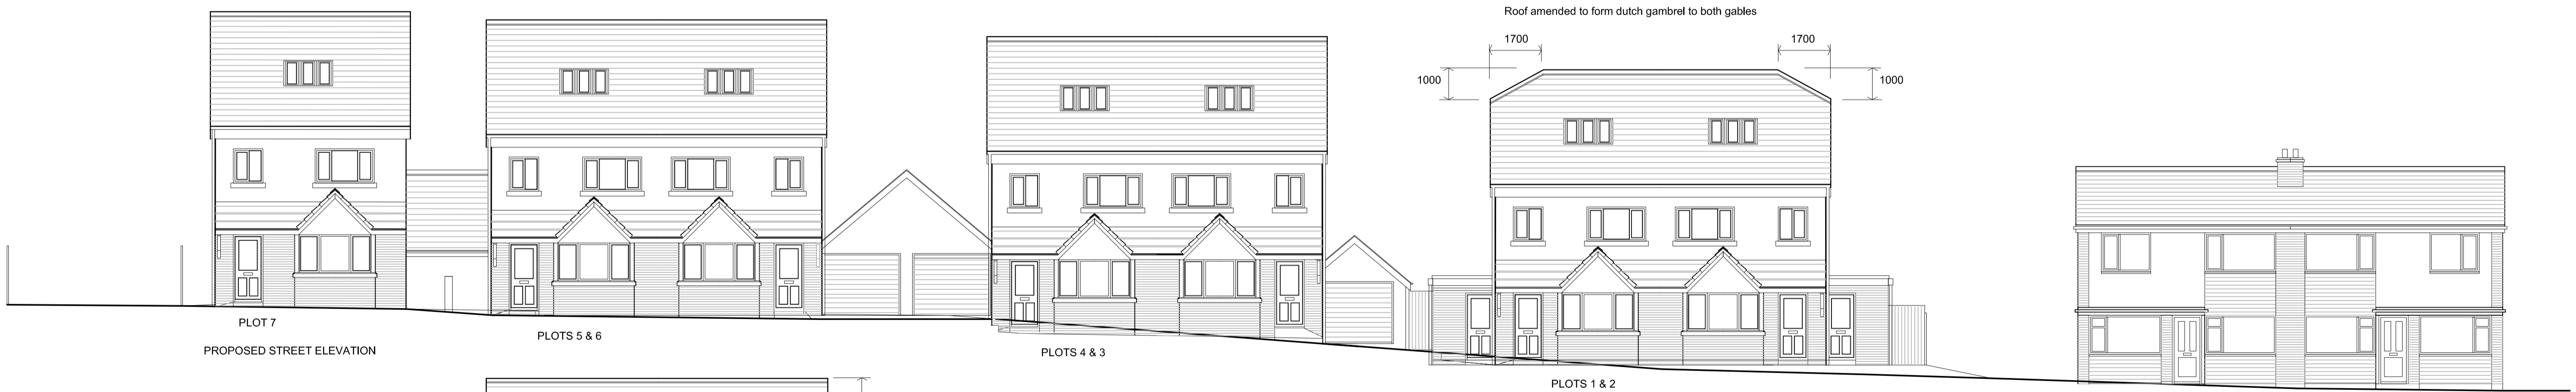 Roof amended to form dutch gambrel to both gables
1700
1700
1000
1000
PLOT 7
PLOTS 5 & 6
PROPOSED STREET ELEVATION
PLOTS 4 & 3
PLOTS 1 & 2